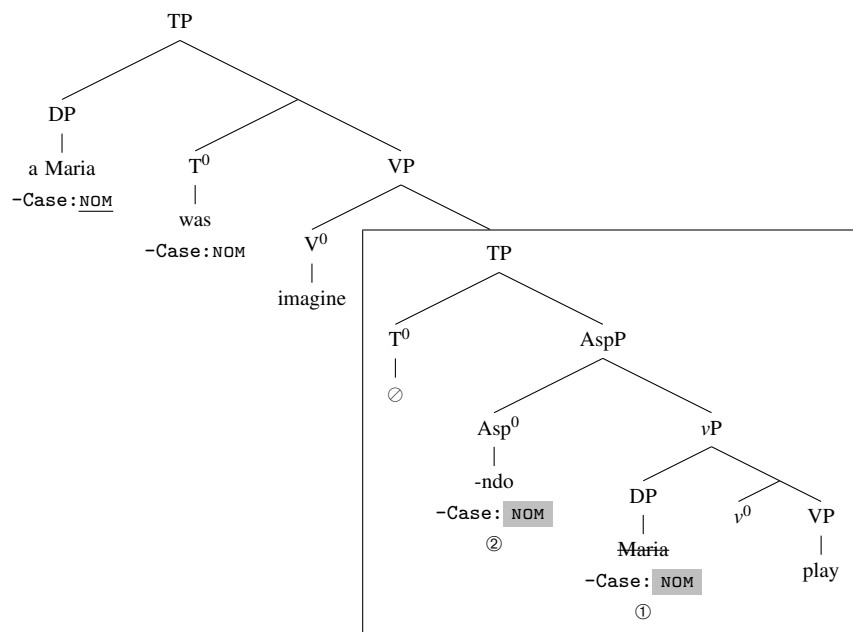 TP
DP
a Maria
-Case:NOM
T⁰
was
-Case:NOM
VP
V⁰
imagine
TP
T⁰
∅
AspP
Asp⁰
-ndo
-Case: NOM
②
vP
DP
Maria
-Case: NOM
①
v⁰
VP
play